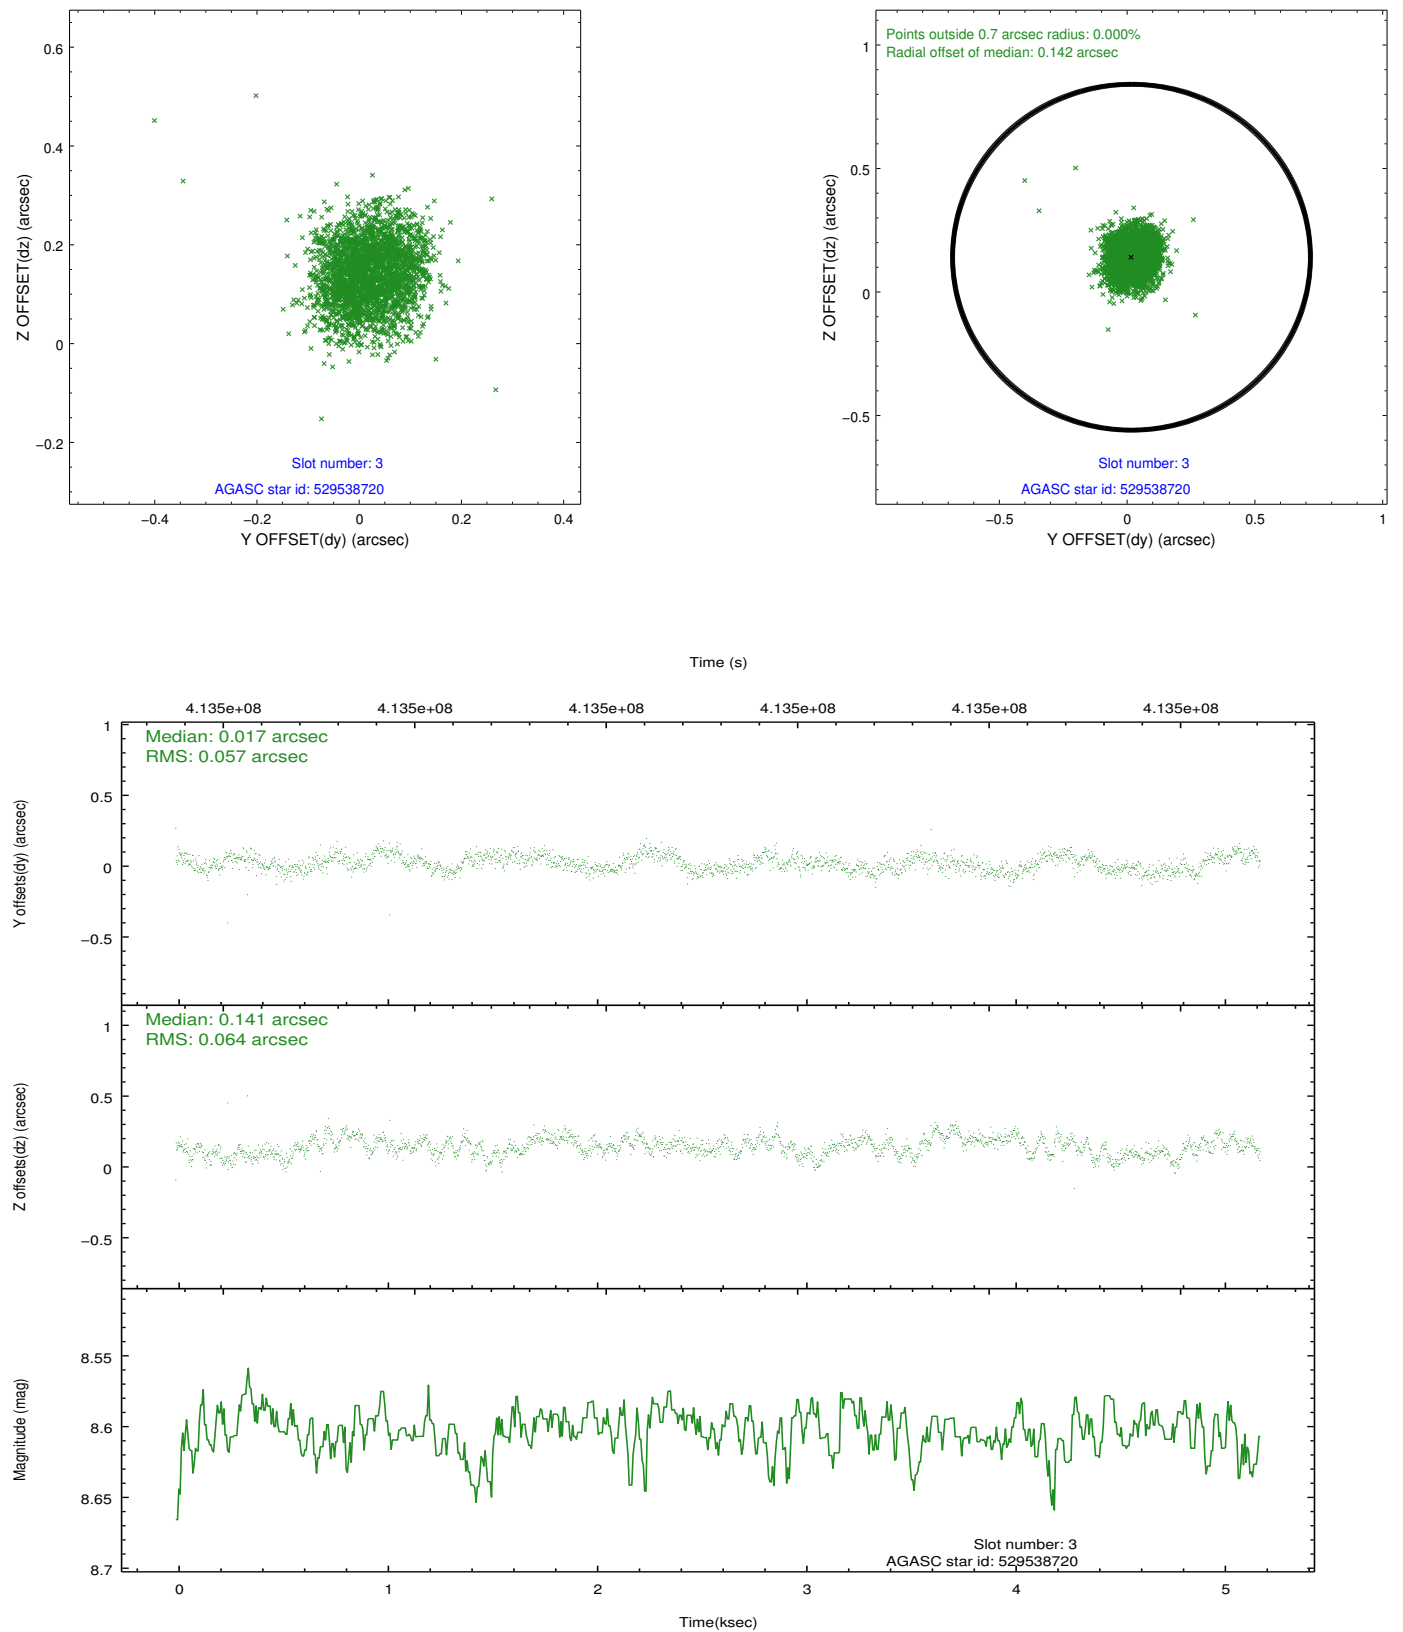 0.6
0.4
0.2
0
−0.2
Z OFFSET(dz) (arcsec)
Slot number: 3
AGASC star id: 529538720
−0.4 −0.2 0 0.2 0.4
Y OFFSET(dy) (arcsec)
Points outside 0.7 arcsec radius: 0.000%
Radial offset of median: 0.142 arcsec
1
0.5
0
−0.5
Z OFFSET(dz) (arcsec)
Slot number: 3
AGASC star id: 529538720
−0.5 0 0.5 1
Y OFFSET(dy) (arcsec)
Time (s)
4.135e+08 4.135e+08 4.135e+08 4.135e+08 4.135e+08 4.135e+08
Median: 0.017 arcsec
RMS: 0.057 arcsec
1
0.5
0
−0.5
Y offsets(dy) (arcsec)
Median: 0.141 arcsec
RMS: 0.064 arcsec
1
0.5
0
−0.5
Z offsets(dz) (arcsec)
8.55
8.6
8.65
8.7
Magnitude (mag)
Slot number: 3
AGASC star id: 529538720
0 1 2 3 4 5
Time(ksec)